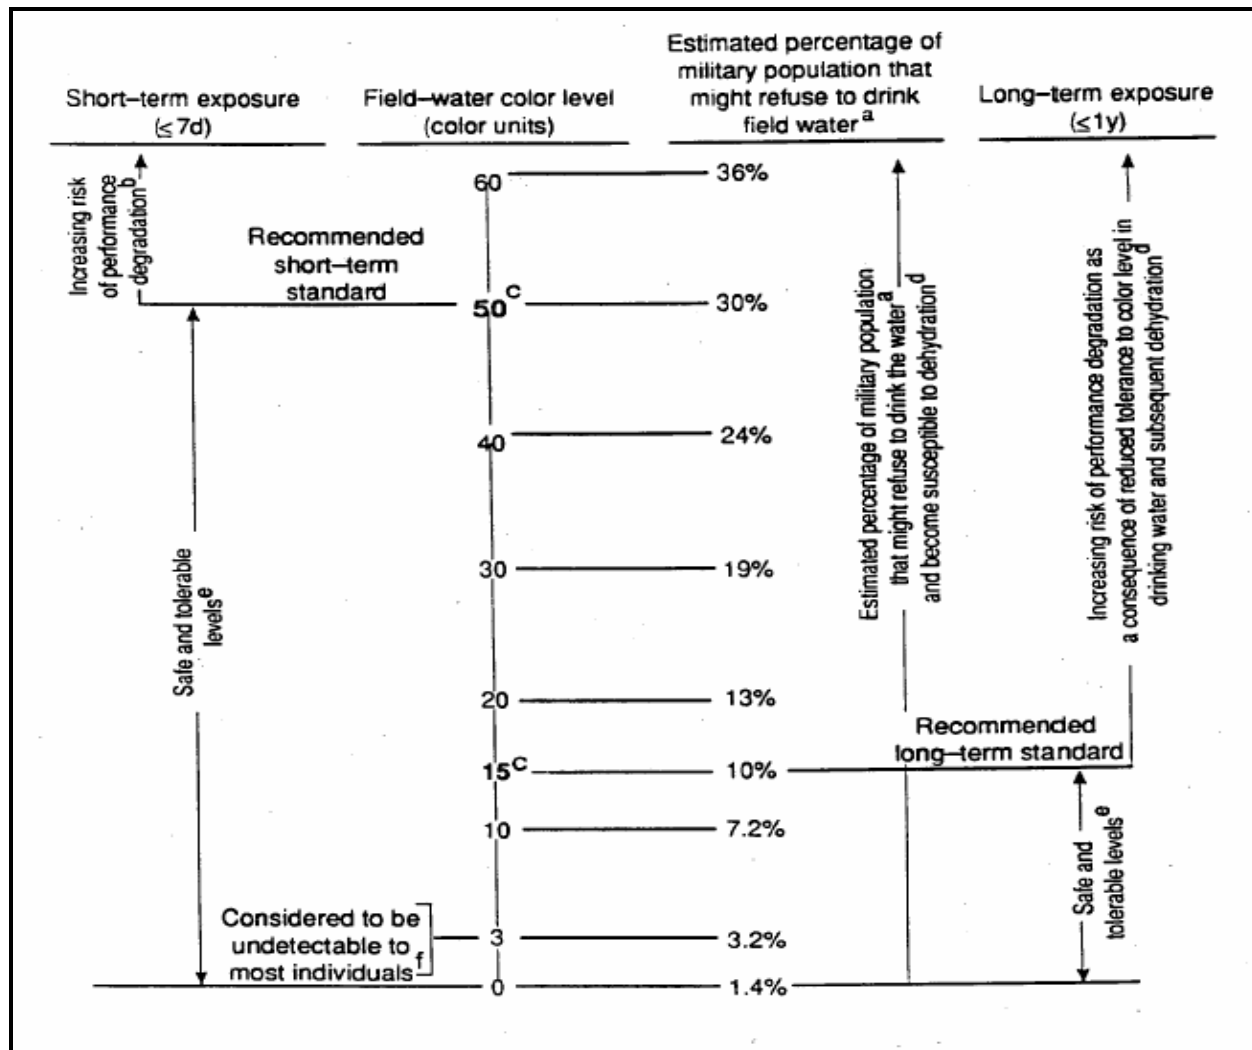 Short–term exposure
(≤ 7d)
Field–water color level
(color units)
Estimated percentage of
military population that
might refuse to drink
field water a
Long–term exposure
(≤1y)
Increasing risk
of performance
degradation b
Recommended
short–term
standard
Safe and tolerable
levels e
Considered to be
undetectable to
most individuals f
60 36%
50 c 30%
40 24%
30 19%
20 13%
15 c 10%
10 7.2%
3 3.2%
0 1.4%
Estimated percentage of military population
that might refuse to drink the water a
and become susceptible to dehydration d
Increasing risk of performance degradation as
a consequence of reduced tolerance to color level in
drinking water and subsequent dehydration d
Recommended
long–term standard
Safe and
tolerable levels e